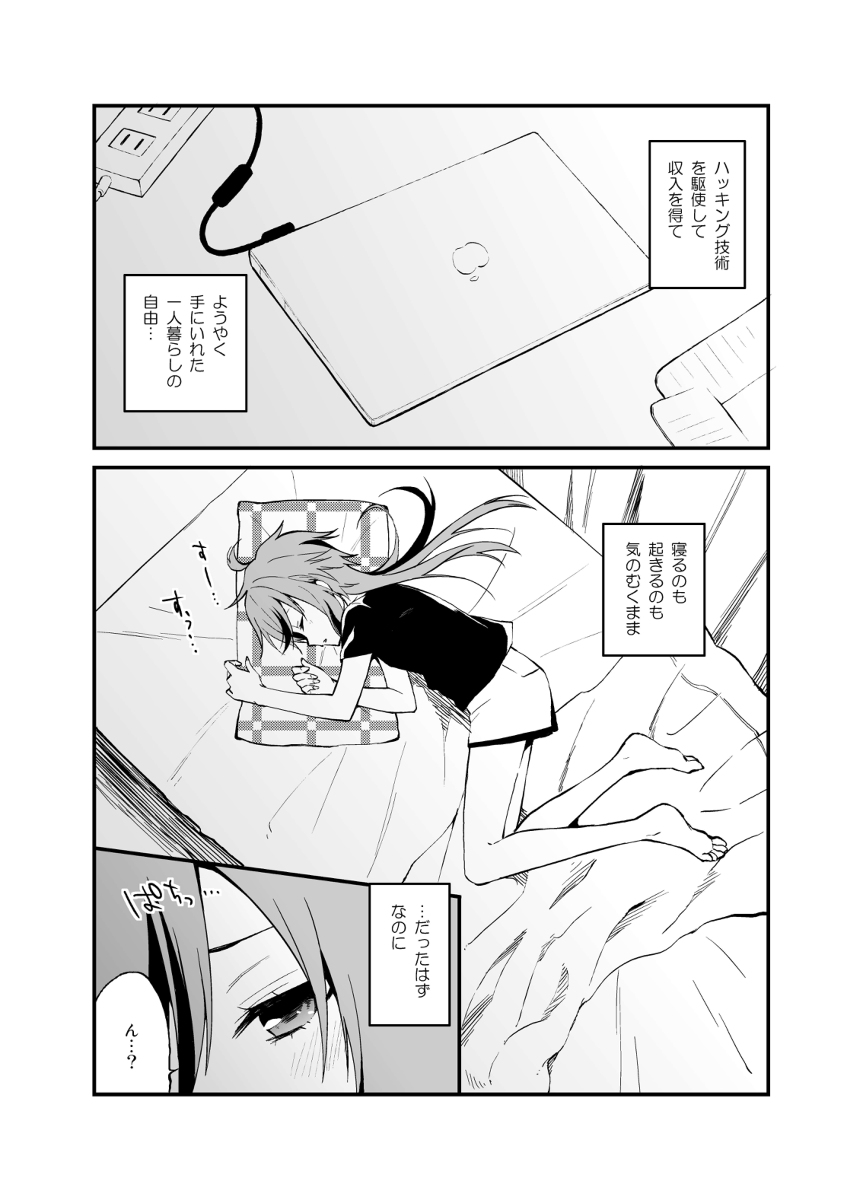 ハッキング技術
を駆使して
収入を得て
ようやく
手にいれた
一人暮らしの
自由…
寝るのも
起きるのも
気のむくまま
すー…
すぅ…
…だったはず
なのに
ぱちっ…
ん…？